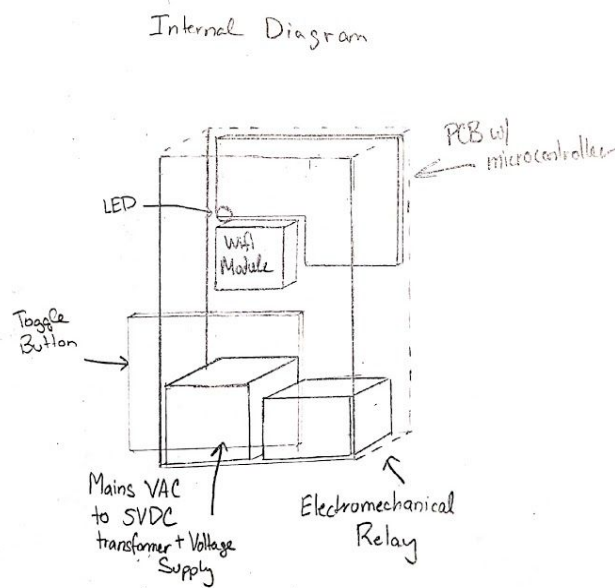 Internal Diagram
PCB w/
microcontroller
LED
Wifi
Module
Toggle
Button
Mains VAC
to 5VDC
transformer + Voltage
Supply
Electromechanical
Relay